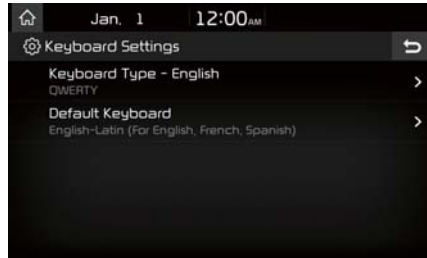 Jan. 1 12:00AM
Keyboard Settings
Keyboard Type - English
QWERTY
Default Keyboard
English-Latin (For English, French, Spanish)